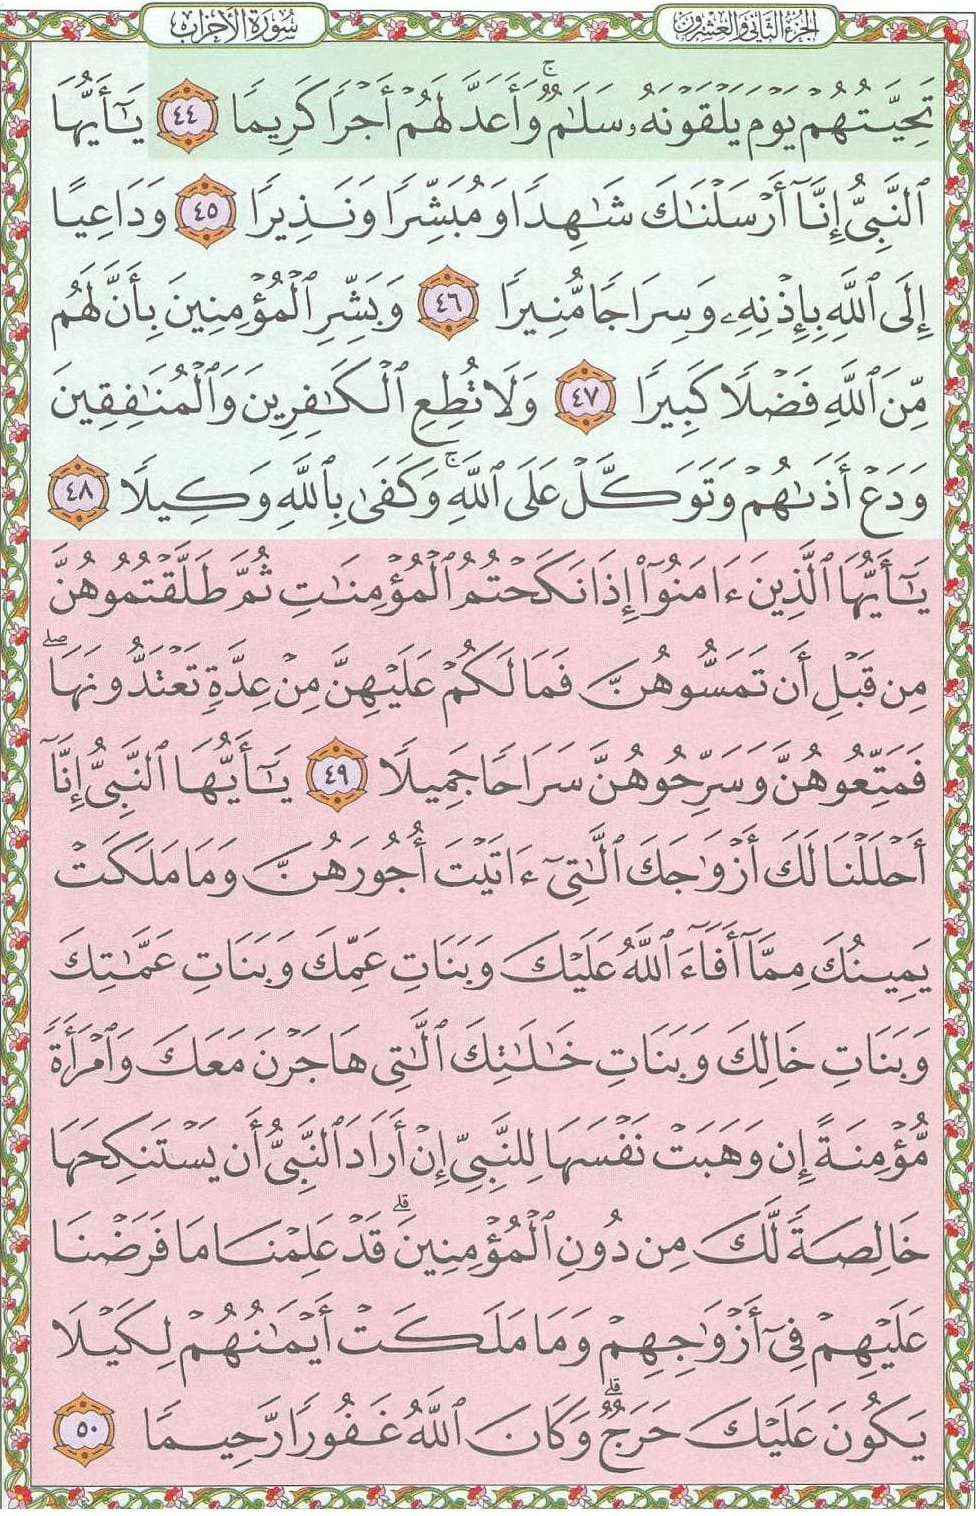 الجزء الثاني والعشرون
سورة الأحزاب
تَحِيَّتُهُمْ يَوْمَ يَلْقَوْنَهُۥ سَلَٰمٌۚ وَأَعَدَّ لَهُمْ أَجْرًا كَرِيمًا ٤٤ يَٰٓأَيُّهَا
ٱلنَّبِىُّ إِنَّآ أَرْسَلْنَٰكَ شَٰهِدًا وَمُبَشِّرًا وَنَذِيرًا ٤٥ وَدَاعِيًا
إِلَى ٱللَّهِ بِإِذْنِهِۦ وَسِرَاجًا مُّنِيرًا ٤٦ وَبَشِّرِ ٱلْمُؤْمِنِينَ بِأَنَّ لَهُم
مِّنَ ٱللَّهِ فَضْلًا كَبِيرًا ٤٧ وَلَا تُطِعِ ٱلْكَٰفِرِينَ وَٱلْمُنَٰفِقِينَ
وَدَعْ أَذَىٰهُمْ وَتَوَكَّلْ عَلَى ٱللَّهِۚ وَكَفَىٰ بِٱللَّهِ وَكِيلًا ٤٨
يَٰٓأَيُّهَا ٱلَّذِينَ ءَامَنُوٓا۟ إِذَا نَكَحْتُمُ ٱلْمُؤْمِنَٰتِ ثُمَّ طَلَّقْتُمُوهُنَّ
مِن قَبْلِ أَن تَمَسُّوهُنَّ فَمَا لَكُمْ عَلَيْهِنَّ مِنْ عِدَّةٍ تَعْتَدُّونَهَاۖ
فَمَتِّعُوهُنَّ وَسَرِّحُوهُنَّ سَرَاحًا جَمِيلًا ٤٩ يَٰٓأَيُّهَا ٱلنَّبِىُّ إِنَّآ
أَحْلَلْنَا لَكَ أَزْوَٰجَكَ ٱلَّٰتِىٓ ءَاتَيْتَ أُجُورَهُنَّ وَمَا مَلَكَتْ
يَمِينُكَ مِمَّآ أَفَآءَ ٱللَّهُ عَلَيْكَ وَبَنَاتِ عَمِّكَ وَبَنَاتِ عَمَّٰتِكَ
وَبَنَاتِ خَالِكَ وَبَنَاتِ خَٰلَٰتِكَ ٱلَّٰتِى هَاجَرْنَ مَعَكَ وَٱمْرَأَةً
مُّؤْمِنَةً إِن وَهَبَتْ نَفْسَهَا لِلنَّبِىِّ إِنْ أَرَادَ ٱلنَّبِىُّ أَن يَسْتَنكِحَهَا
خَالِصَةً لَّكَ مِن دُونِ ٱلْمُؤْمِنِينَۗ قَدْ عَلِمْنَا مَا فَرَضْنَا
عَلَيْهِمْ فِىٓ أَزْوَٰجِهِمْ وَمَا مَلَكَتْ أَيْمَٰنُهُمْ لِكَيْلَا
يَكُونَ عَلَيْكَ حَرَجٌۗ وَكَانَ ٱللَّهُ غَفُورًا رَّحِيمًا ٥٠